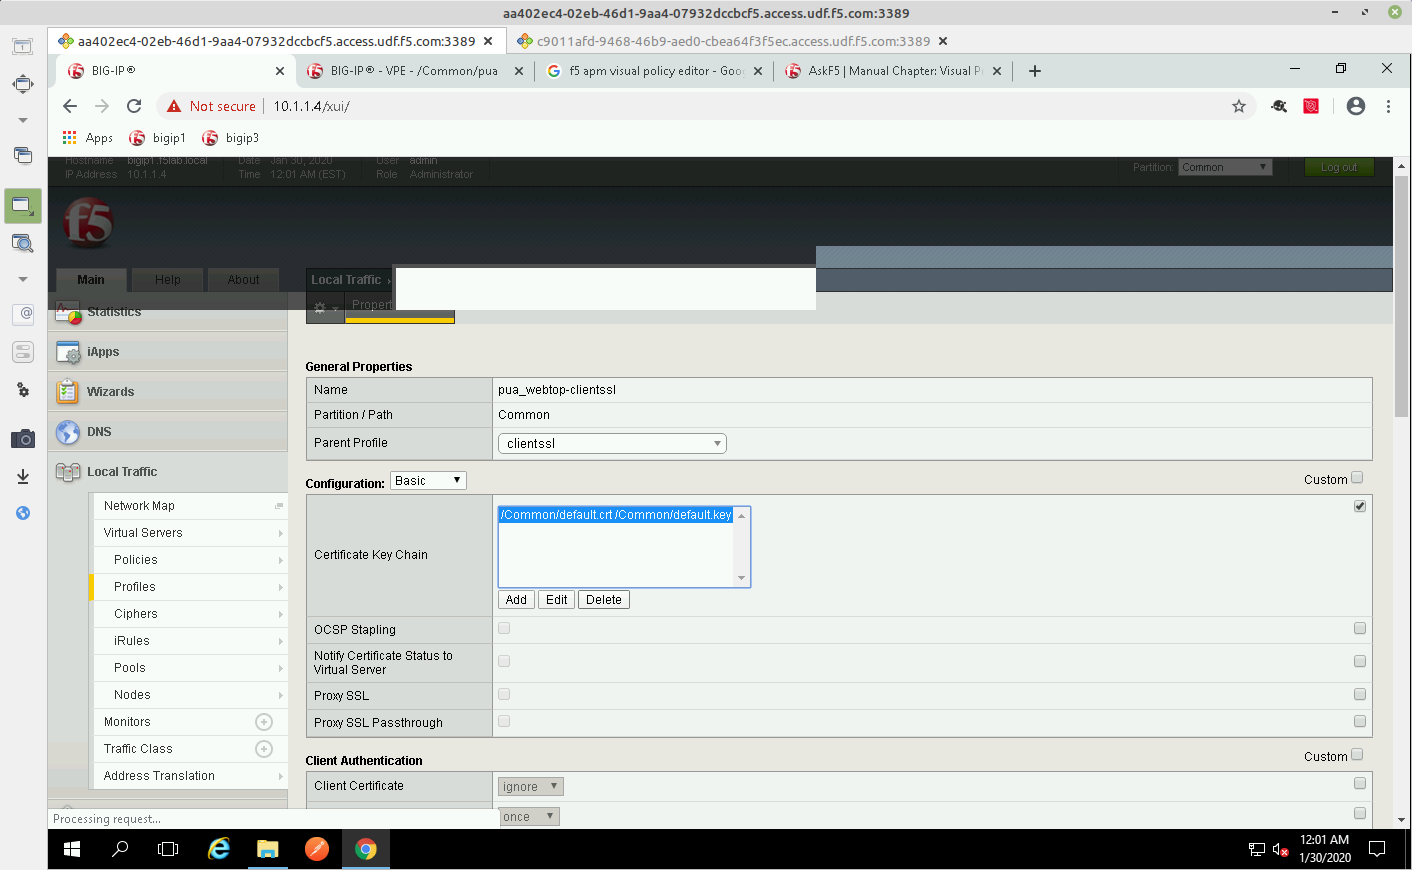 aa402ec4-02eb-46d1-9aa4-07932dccbcf5.access.udf.f5.com:3389
aa402ec4-02eb-46d1-9aa4-07932dccbcf5.access.udf.f5.com:3389
c9011afd-9468-46b9-aed0-cbea64f3f5ec.access.udf.f5.com:3389
BIG-IP®
BIG-IP® - VPE - /Common/pua
f5 apm visual policy editor - Goo
AskF5 | Manual Chapter: Visual P
Not secure
10.1.1.4/xui/
Apps
bigip1
bigip3
Hostname bigip1.f5lab.local
Date Jan 30, 2020
User admin
IP Address 10.1.1.4
Time 12:01 AM (EST)
Role Administrator
Partition: Common
Log out
f5
Main
Help
About
Local Traffic ›
Propert
Statistics
iApps
Wizards
DNS
Local Traffic
Network Map
Virtual Servers
Policies
Profiles
Ciphers
iRules
Pools
Nodes
Monitors
Traffic Class
Address Translation
General Properties
Name pua_webtop-clientssl
Partition / Path Common
Parent Profile clientssl
Configuration: Basic
Custom
Certificate Key Chain
/Common/default.crt /Common/default.key
Add Edit Delete
OCSP Stapling
Notify Certificate Status to
Virtual Server
Proxy SSL
Proxy SSL Passthrough
Client Authentication
Custom
Client Certificate ignore
once
Processing request...
12:01 AM
1/30/2020